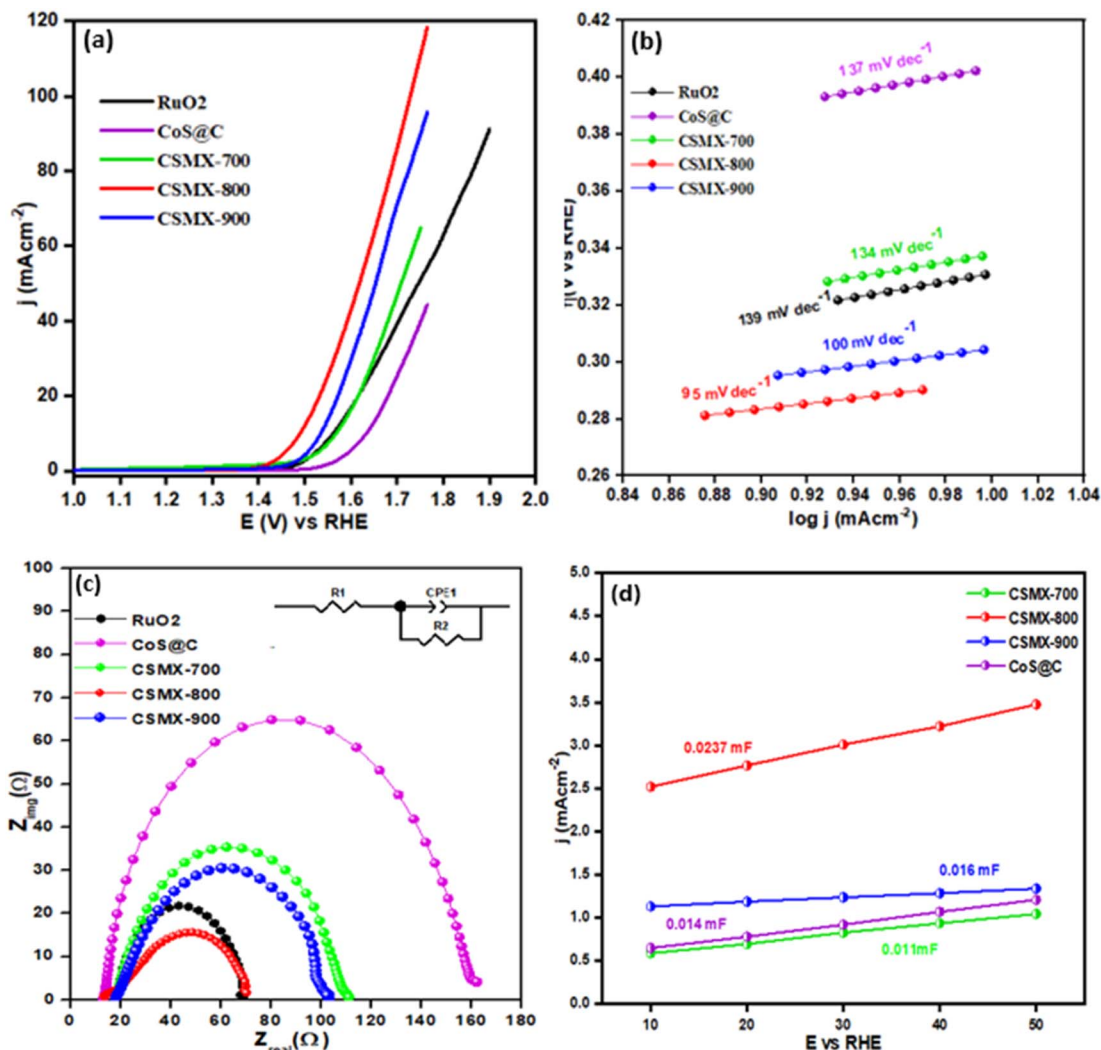 (a)
120
100
80
60
40
20
0
j (mAcm-2)
RuO2
CoS@C
CSMX-700
CSMX-800
CSMX-900
1.0 1.1 1.2 1.3 1.4 1.5 1.6 1.7 1.8 1.9 2.0
E (V) vs RHE
(b)
0.42
0.40
0.38
0.36
0.34
0.32
0.30
0.28
0.26
η(V vs RHE)
RuO2
CoS@C
CSMX-700
CSMX-800
CSMX-900
137 mV dec-1
134 mV dec-1
139 mV dec-1
100 mV dec-1
95 mV dec-1
0.84 0.86 0.90 0.92 0.94 0.96 0.98 1.00 1.02 1.04
log j (mAcm-2)
(c)
100
90
80
70
60
50
40
30
20
10
0
Zimg(Ω)
RuO2
CoS@C
CSMX-700
CSMX-800
CSMX-900
R1
CPE1
R2
0 20 40 60 80 100 120 140 160 180
Zreal(Ω)
(d)
5.0
4.5
4.0
3.5
3.0
2.5
2.0
1.5
1.0
0.5
0.0
j (mAcm-2)
CSMX-700
CSMX-800
CSMX-900
CoS@C
0.0237 mF
0.016 mF
0.014 mF
0.011mF
10 20 30 40 50
E vs RHE